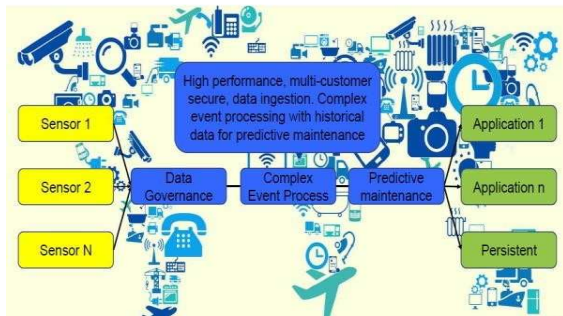 High performance, multi-customer
secure, data ingestion. Complex
event processing with historical
data for predictive maintenance
Sensor 1
Application 1
Sensor 2
Data
Governance
Complex
Event Process
Predictive
maintenance
Application n
Sensor N
Persistent